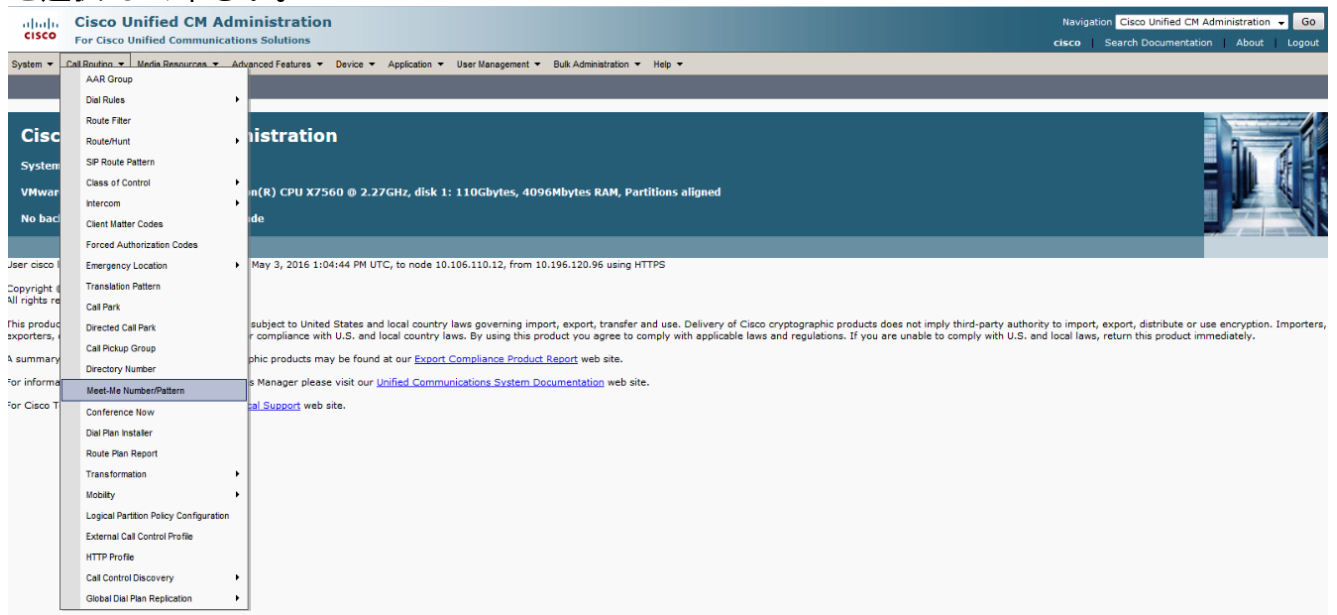 Cisco Unified CM Administration
For Cisco Unified Communications Solutions
CISCO
Navigation Cisco Unified CM Administration Go
cisco | Search Documentation | About | Logout
System Call Routing Media Resources Advanced Features Device Application User Management Bulk Administration Help
AAR Group
Dial Rules
Route Filter
Route/Hunt
SIP Route Pattern
Class of Control
Intercom
Client Matter Codes
Forced Authorization Codes
Emergency Location
Translation Pattern
Call Park
Directed Call Park
Call Pickup Group
Directory Number
Meet-Me Number/Pattern
Conference Now
Dial Plan Installer
Route Plan Report
Transformation
Mobility
Logical Partition Policy Configuration
External Call Control Profile
HTTP Profile
Call Control Discovery
Global Dial Plan Replication
Cisc istration
System
VMwar n(R) CPU X7560 @ 2.27GHz, disk 1: 110Gbytes, 4096Mbytes RAM, Partitions aligned
No bac de
User cisco l May 3, 2016 1:04:44 PM UTC, to node 10.106.110.12, from 10.196.120.96 using HTTPS
Copyright
All rights re
This produc subject to United States and local country laws governing import, export, transfer and use. Delivery of Cisco cryptographic products does not imply third-party authority to import, export, distribute or use encryption. Importers,
exporters, r compliance with U.S. and local country laws. By using this product you agree to comply with applicable laws and regulations. If you are unable to comply with U.S. and local laws, return this product immediately.
A summary phic products may be found at our Export Compliance Product Report web site.
For informa s Manager please visit our Unified Communications System Documentation web site.
For Cisco T cal Support web site.